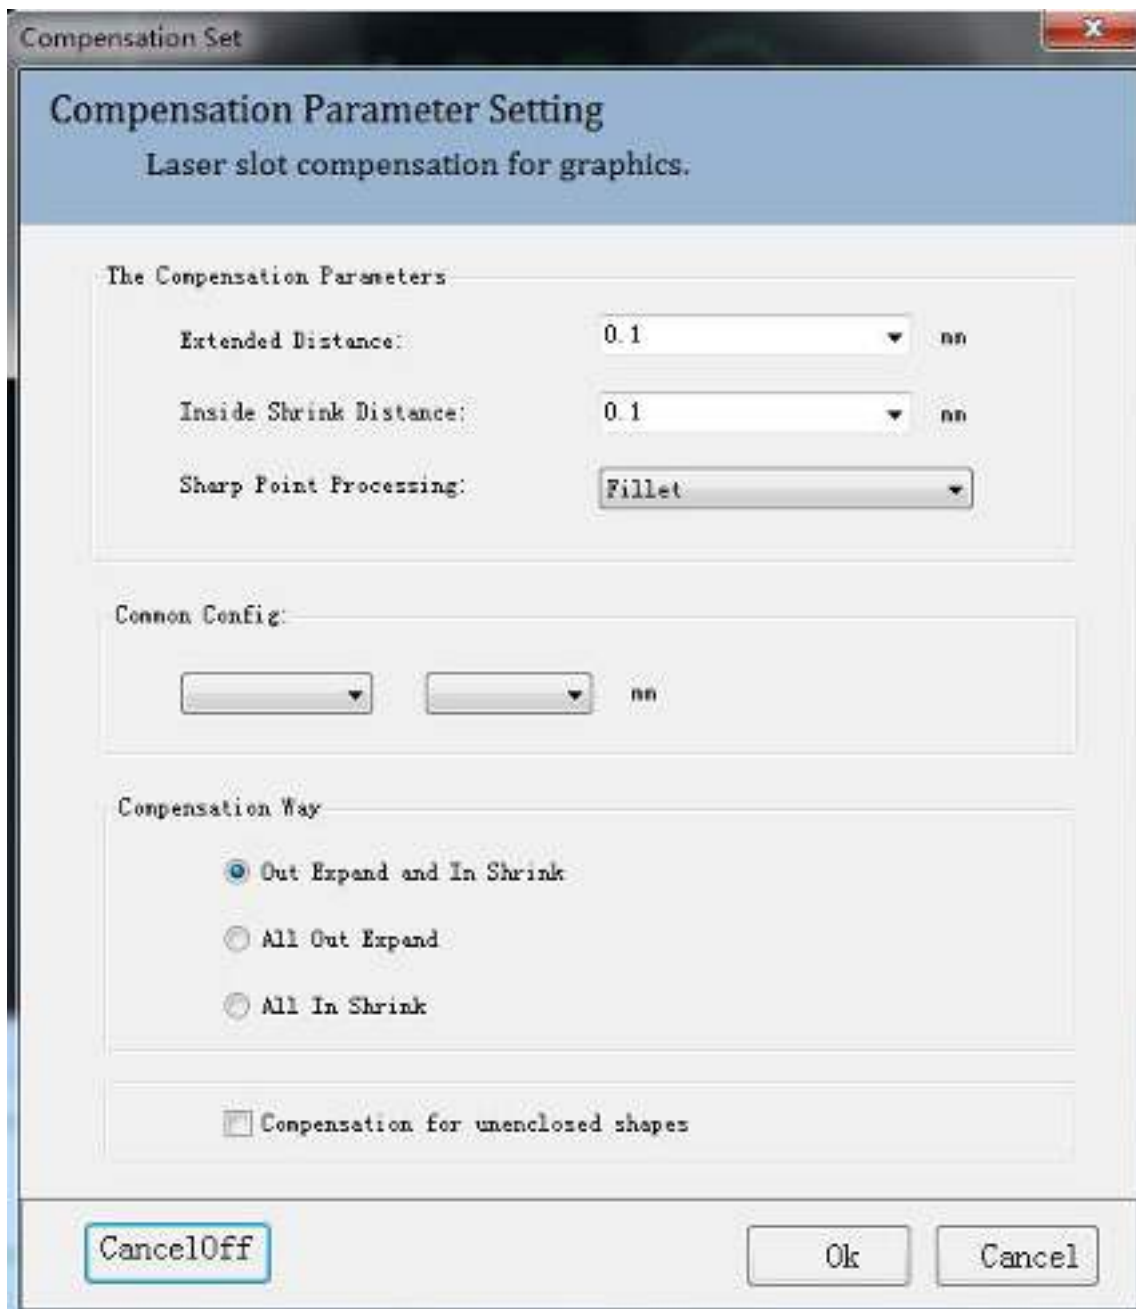 Compensation Set
Compensation Parameter Setting
Laser slot compensation for graphics.
The Compensation Parameters
Extended Distance: 0.1 mm
Inside Shrink Distance: 0.1 mm
Sharp Point Processing: Fillet
Common Config:
mm
Compensation Way
Out Expand and In Shrink
All Out Expand
All In Shrink
Compensation for unenclosed shapes
CancelOff Ok Cancel